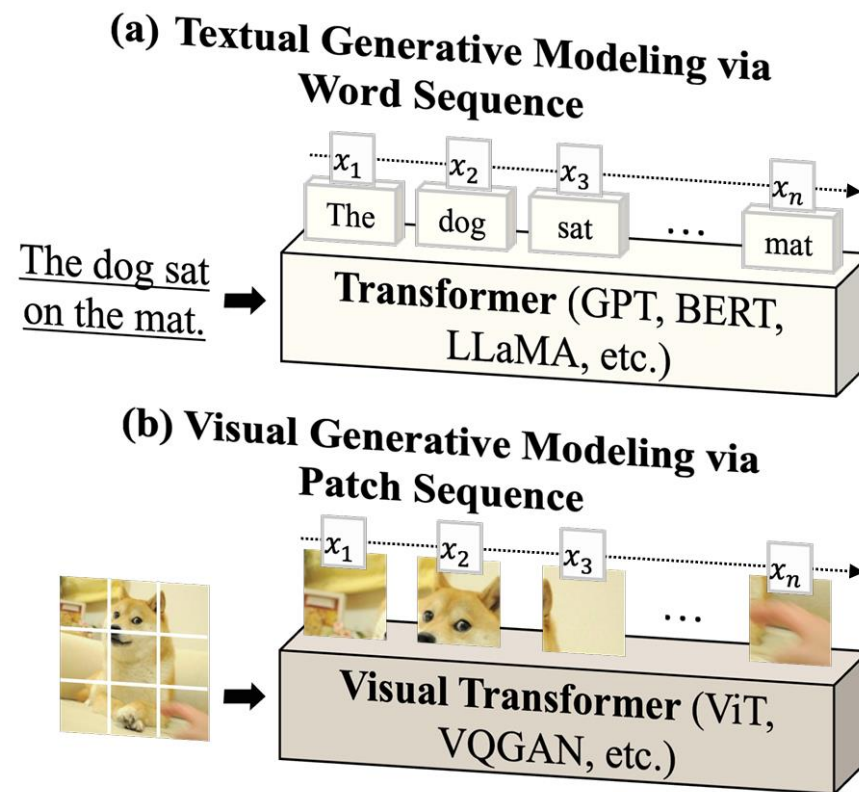 (a) Textual Generative Modeling via
Word Sequence
x₁ x₂ x₃ xₙ
The dog sat ... mat
The dog sat
on the mat.
Transformer (GPT, BERT,
LLaMA, etc.)
(b) Visual Generative Modeling via
Patch Sequence
x₁ x₂ x₃ xₙ
...
Visual Transformer (ViT,
VQGAN, etc.)